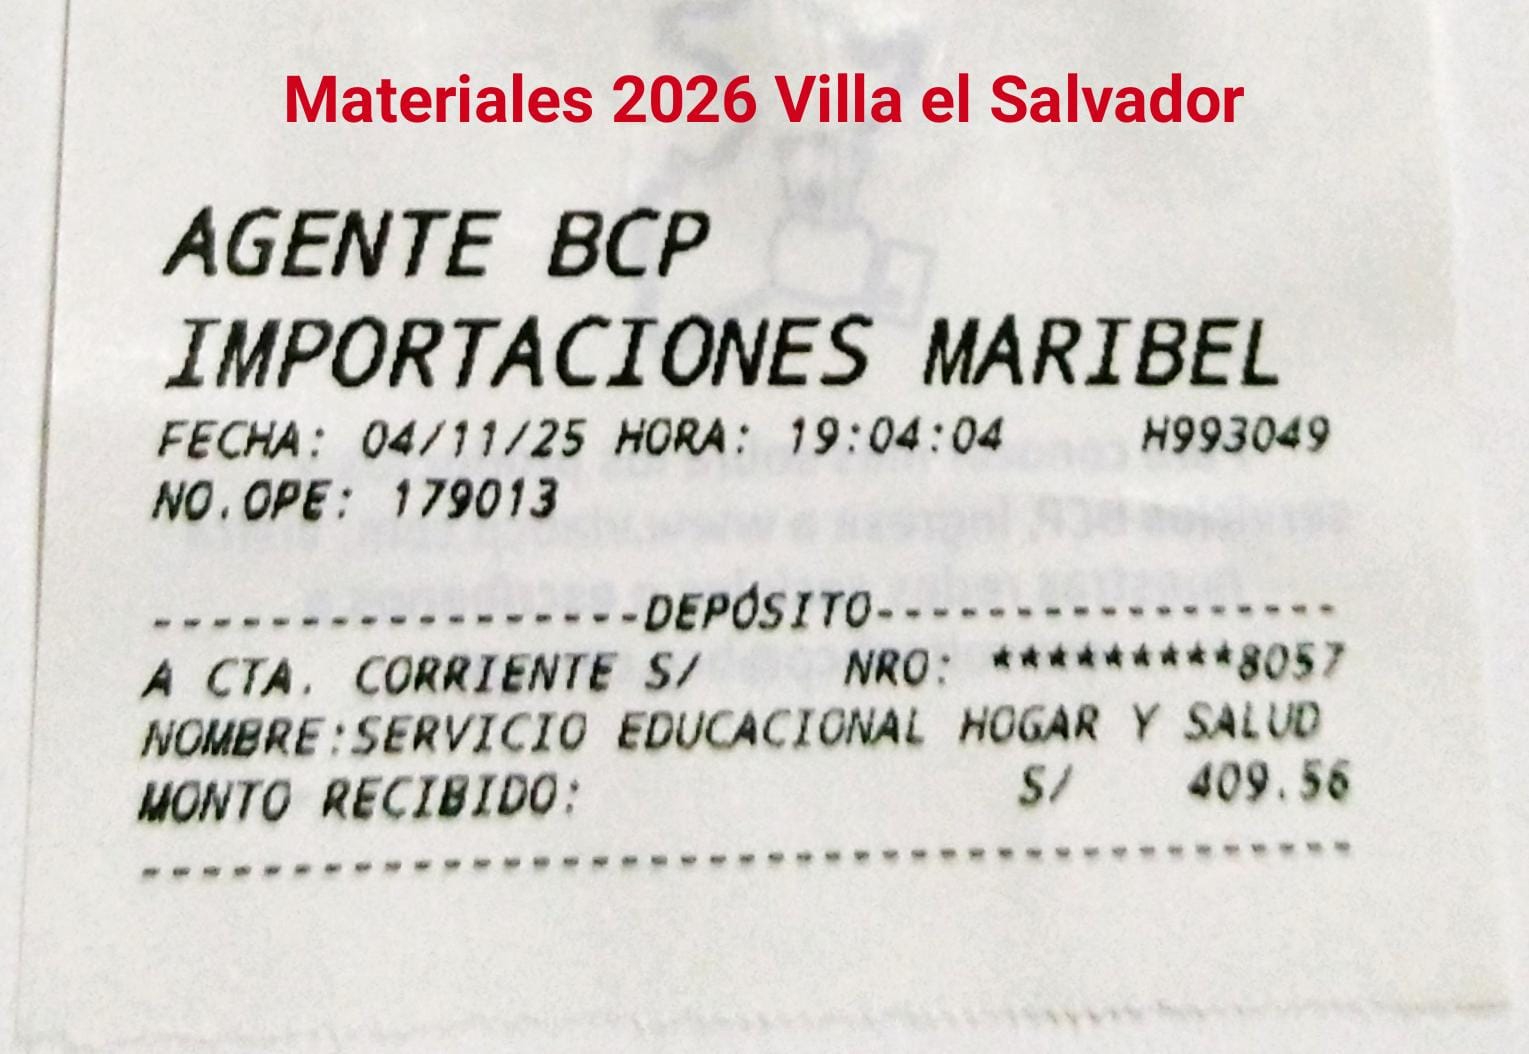 Materiales 2026 Villa el Salvador
AGENTE BCP
IMPORTACIONES MARIBEL
FECHA: 04/11/25 HORA: 19:04:04 H993049
NO.OPE: 179013
-----------------DEPÓSITO-----------------
A CTA. CORRIENTE S/ NRO: *********8057
NOMBRE:SERVICIO EDUCACIONAL HOGAR Y SALUD
MONTO RECIBIDO: S/ 409.56
-----------------------------------------